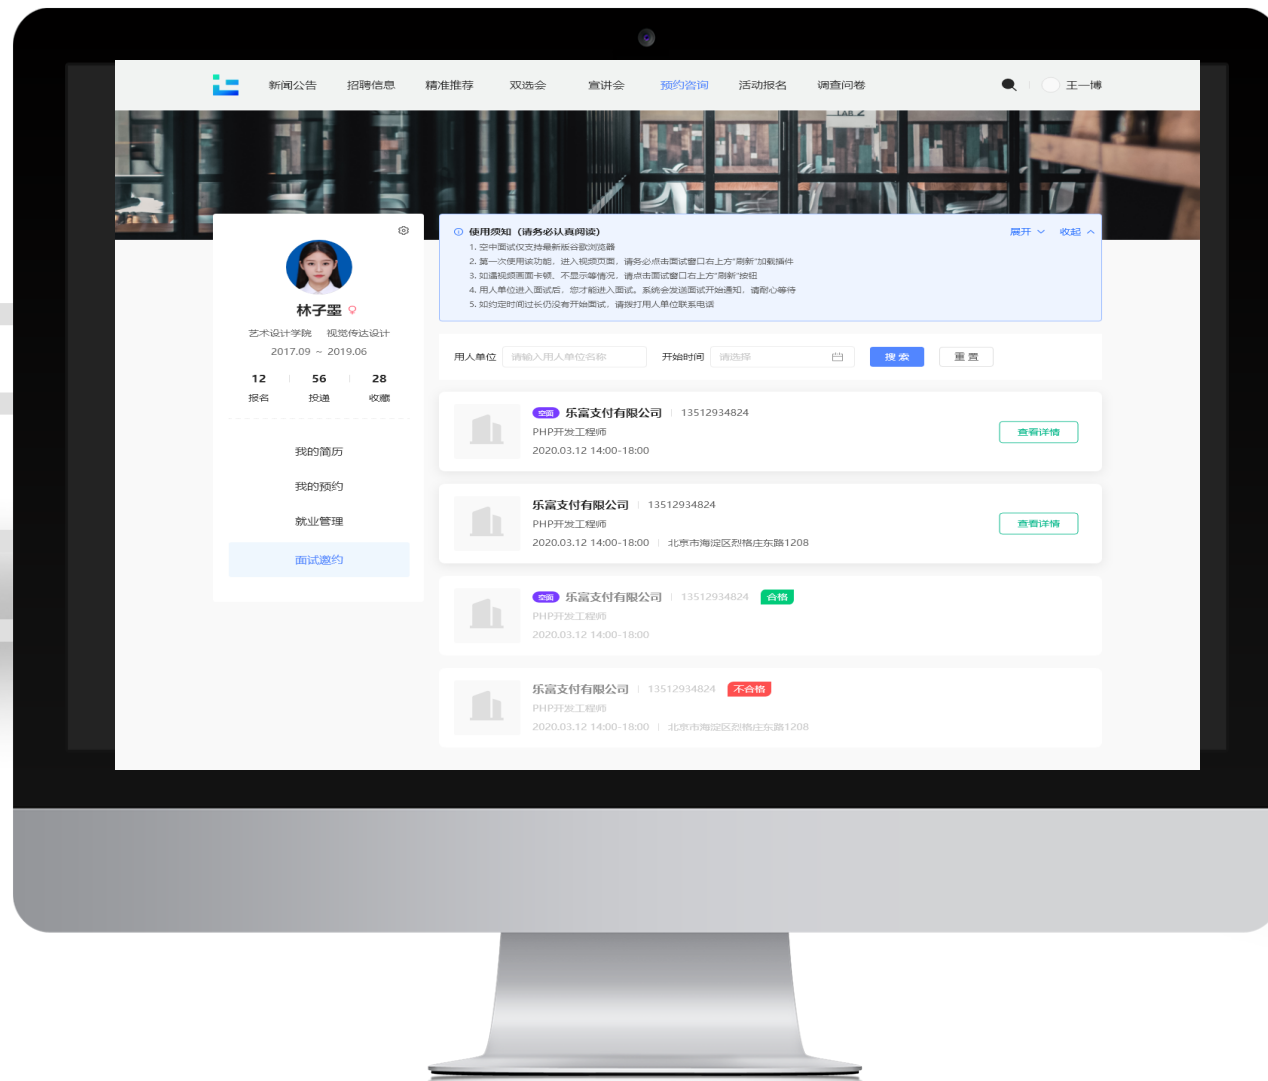 新闻公告 招聘信息 精准推荐 双选会 宣讲会 预约咨询 活动报名 调查问卷 王一博
LAB 2
林子墨
艺术设计学院 视觉传达设计
2017.09 ~ 2019.06
12 56 28
报名 投递 收藏
我的简历
我的预约
就业管理
面试邀约
使用须知（请务必认真阅读） 展开 收起
1. 空中面试仅支持最新版谷歌浏览器
2. 第一次使用该功能，进入视频页面，请务必点击面试窗口右上方"刷新"加载插件
3. 如遇视频画面卡顿、不显示等情况，请点击面试窗口右上方"刷新"按钮
4. 用人单位进入面试后，您才能进入面试。系统会发送面试开始通知，请耐心等待
5. 如约定时间过长仍没有开始面试，请拨打用人单位联系电话
用人单位 请输入用人单位名称 开始时间 请选择 搜索 重置
空面 乐富支付有限公司 13512934824
PHP开发工程师
2020.03.12 14:00-18:00
查看详情
乐富支付有限公司 13512934824
PHP开发工程师
2020.03.12 14:00-18:00 北京市海淀区烈格庄东路1208
查看详情
空面 乐富支付有限公司 13512934824 合格
PHP开发工程师
2020.03.12 14:00-18:00
乐富支付有限公司 13512934824 不合格
PHP开发工程师
2020.03.12 14:00-18:00 北京市海淀区烈格庄东路1208